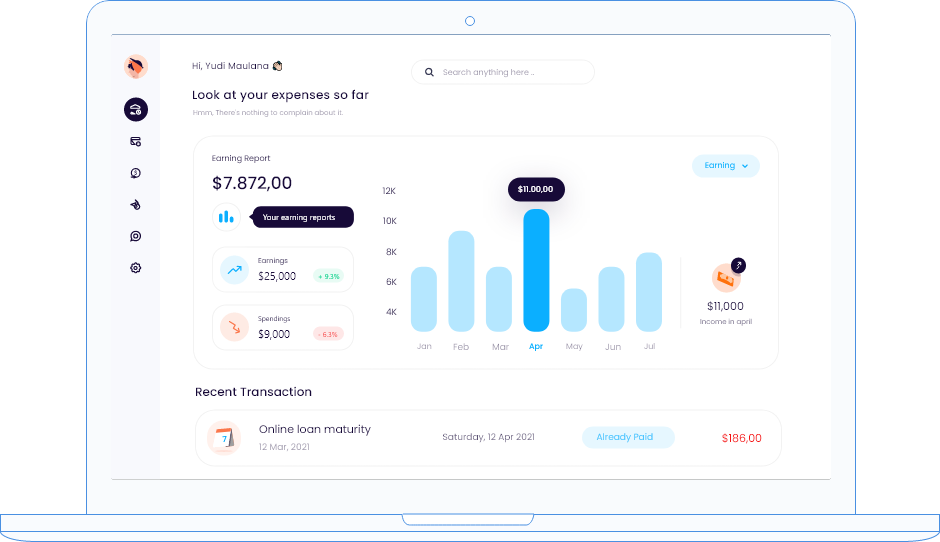 Hi, Yudi Maulana
Search anything here ..
Look at your expenses so far
Hmm, There's nothing to complain about it.
Earning Report
Earning
$7.872,00
Your earning reports
Earnings
$25,000
+ 9.3%
Spendings
$9,000
- 6.3%
12K
10K
8K
6K
4K
$11.00,00
Jan
Feb
Mar
Apr
May
Jun
Jul
$11,000
Income in april
Recent Transaction
7
Online loan maturity
12 Mar, 2021
Saturday, 12 Apr 2021
Already Paid
$186,00